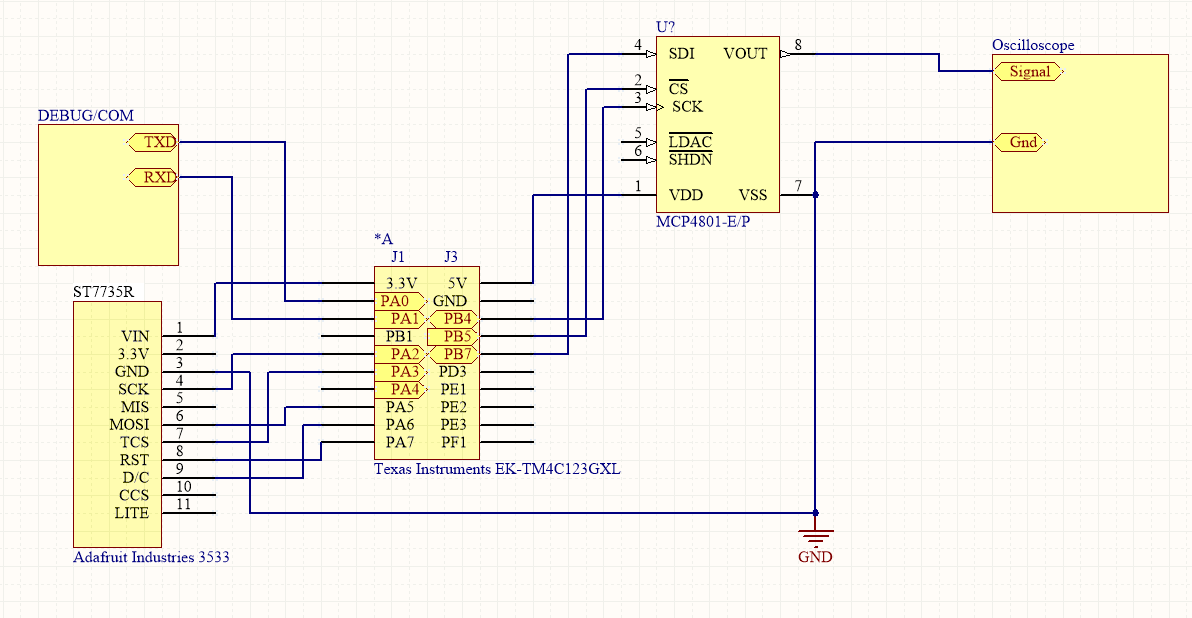 U?
4 SDI VOUT 8
2 CS
3 SCK
5 LDAC
6 SHDN
1 VDD VSS 7
MCP4801-E/P
Oscilloscope
Signal
Gnd
DEBUG/COM
TXD
RXD
*A
J1 J3
3.3V 5V
PA0 GND
PA1 PB4
PB1 PB5
PA2 PB7
PA3 PD3
PA4 PE1
PA5 PE2
PA6 PE3
PA7 PF1
Texas Instruments EK-TM4C123GXL
ST7735R
VIN 1
3.3V 2
GND 3
SCK 4
MIS 5
MOSI 6
TCS 7
RST 8
D/C 9
CCS 10
LITE 11
Adafruit Industries 3533
GND